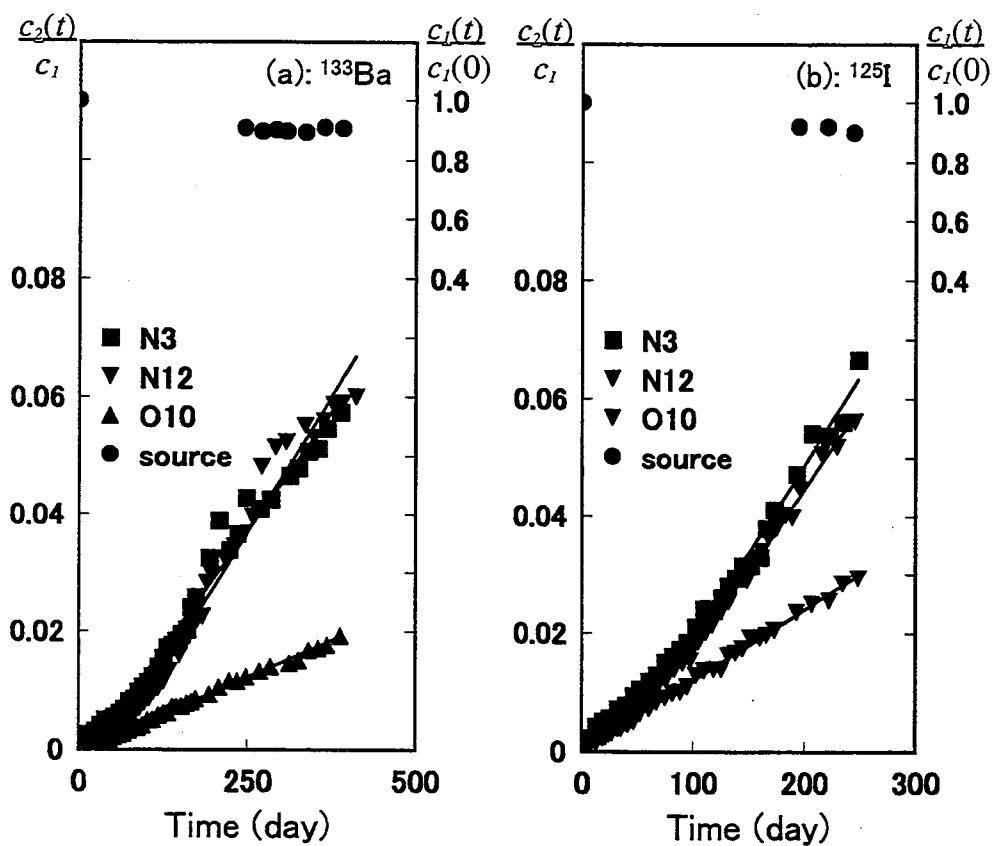 c₂(t)
c₁
c₁(t)
c₁(0)
(a): ¹³³Ba
1.0
0.8
0.6
0.4
0.08
0.06
0.04
0.02
0
N3
N12
O10
source
0
250
500
Time (day)
c₂(t)
c₁
c₁(t)
c₁(0)
(b): ¹²⁵I
1.0
0.8
0.6
0.4
0.08
0.06
0.04
0.02
0
N3
N12
O10
source
0
100
200
300
Time (day)